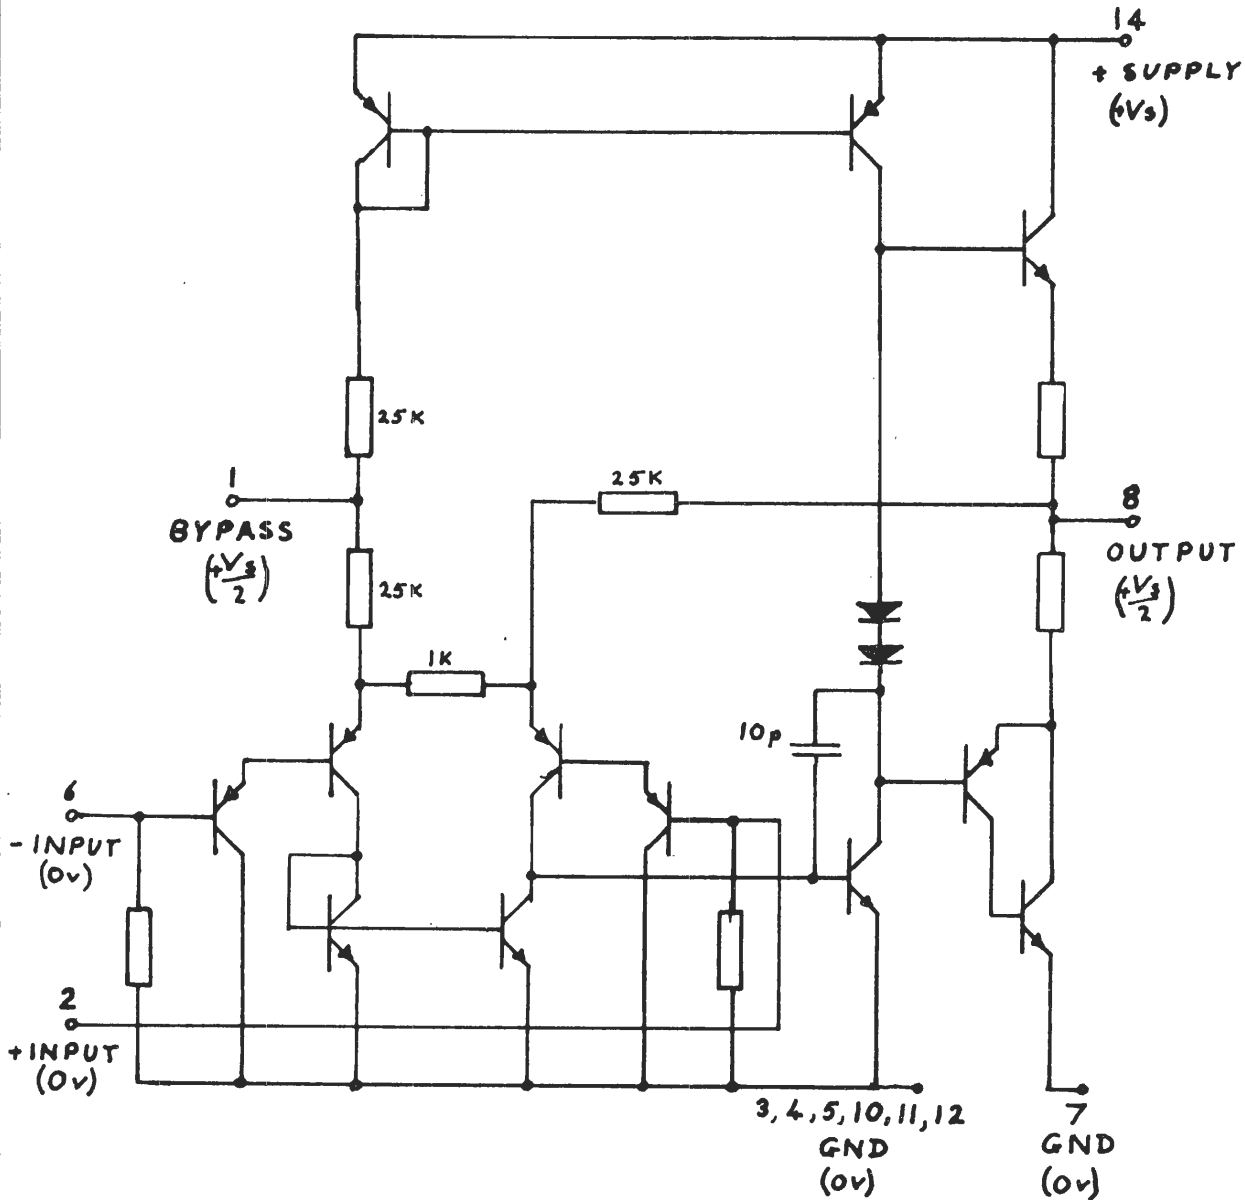 14
+ SUPPLY
(+Vs)
25K
1
BYPASS
(+Vs/2)
25K
8
OUTPUT
(+Vs/2)
25K
1K
10p
6
- INPUT
(0v)
2
+INPUT
(0v)
3, 4, 5, 10, 11, 12
GND
(0v)
7
GND
(0v)